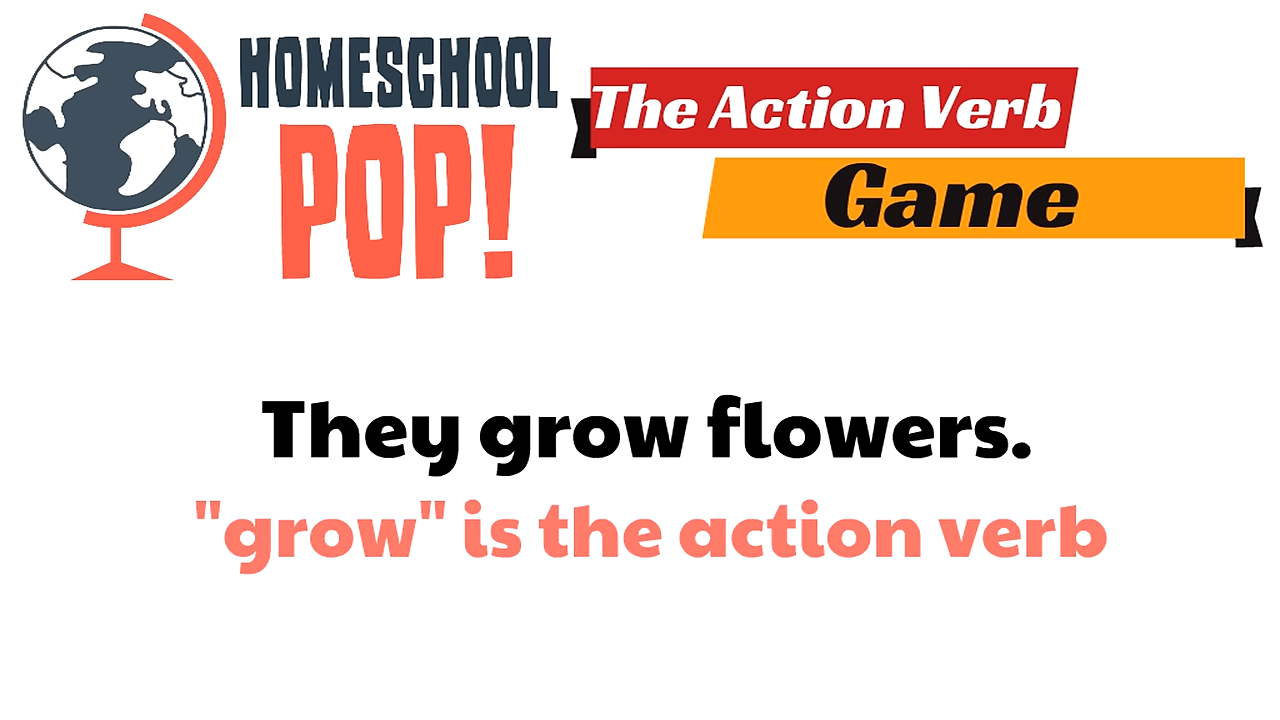 HOMESCHOOL
POP!
The Action Verb
Game
They grow flowers.
"grow" is the action verb